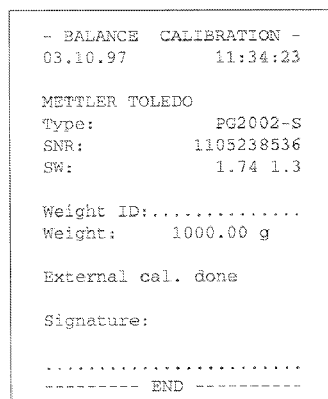 - BALANCE CALIBRATION -
03.10.97 11:34:23
METTLER TOLEDO
Type: PG2002-S
SNR: 1105238536
SW: 1.74 1.3
Weight ID:..............
Weight: 1000.00 g
External cal. done
Signature:
........................
--------- END ----------